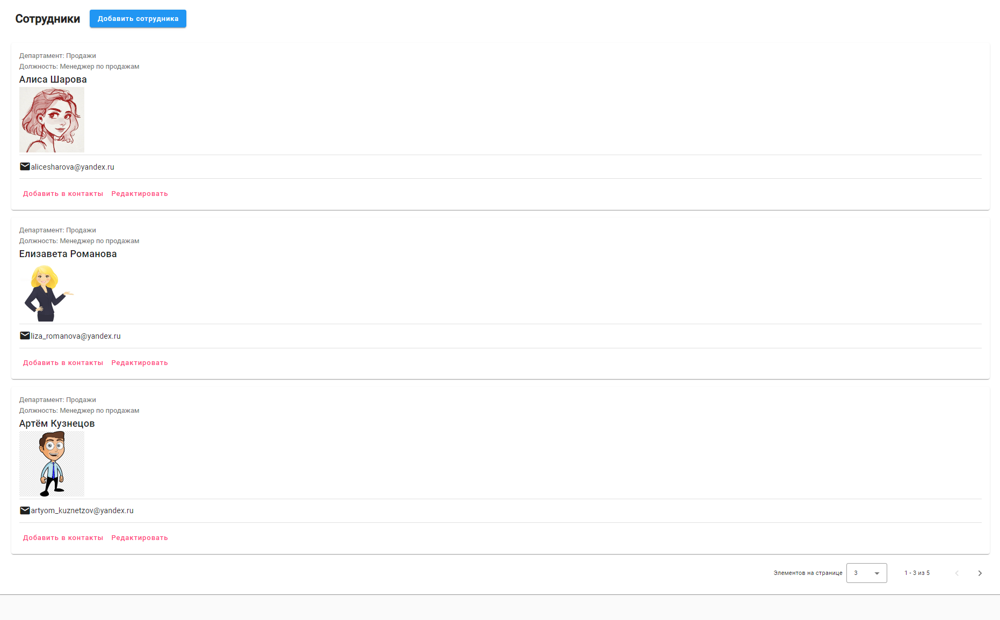 Сотрудники Добавить сотрудника
Департамент: Продажи
Должность: Менеджер по продажам
Алиса Шарова
alicesharova@yandex.ru
Добавить в контакты Редактировать
Департамент: Продажи
Должность: Менеджер по продажам
Елизавета Романова
liza_romanova@yandex.ru
Добавить в контакты Редактировать
Департамент: Продажи
Должность: Менеджер по продажам
Артём Кузнецов
artyom_kuznetzov@yandex.ru
Добавить в контакты Редактировать
Элементов на странице 3 1 - 3 из 5